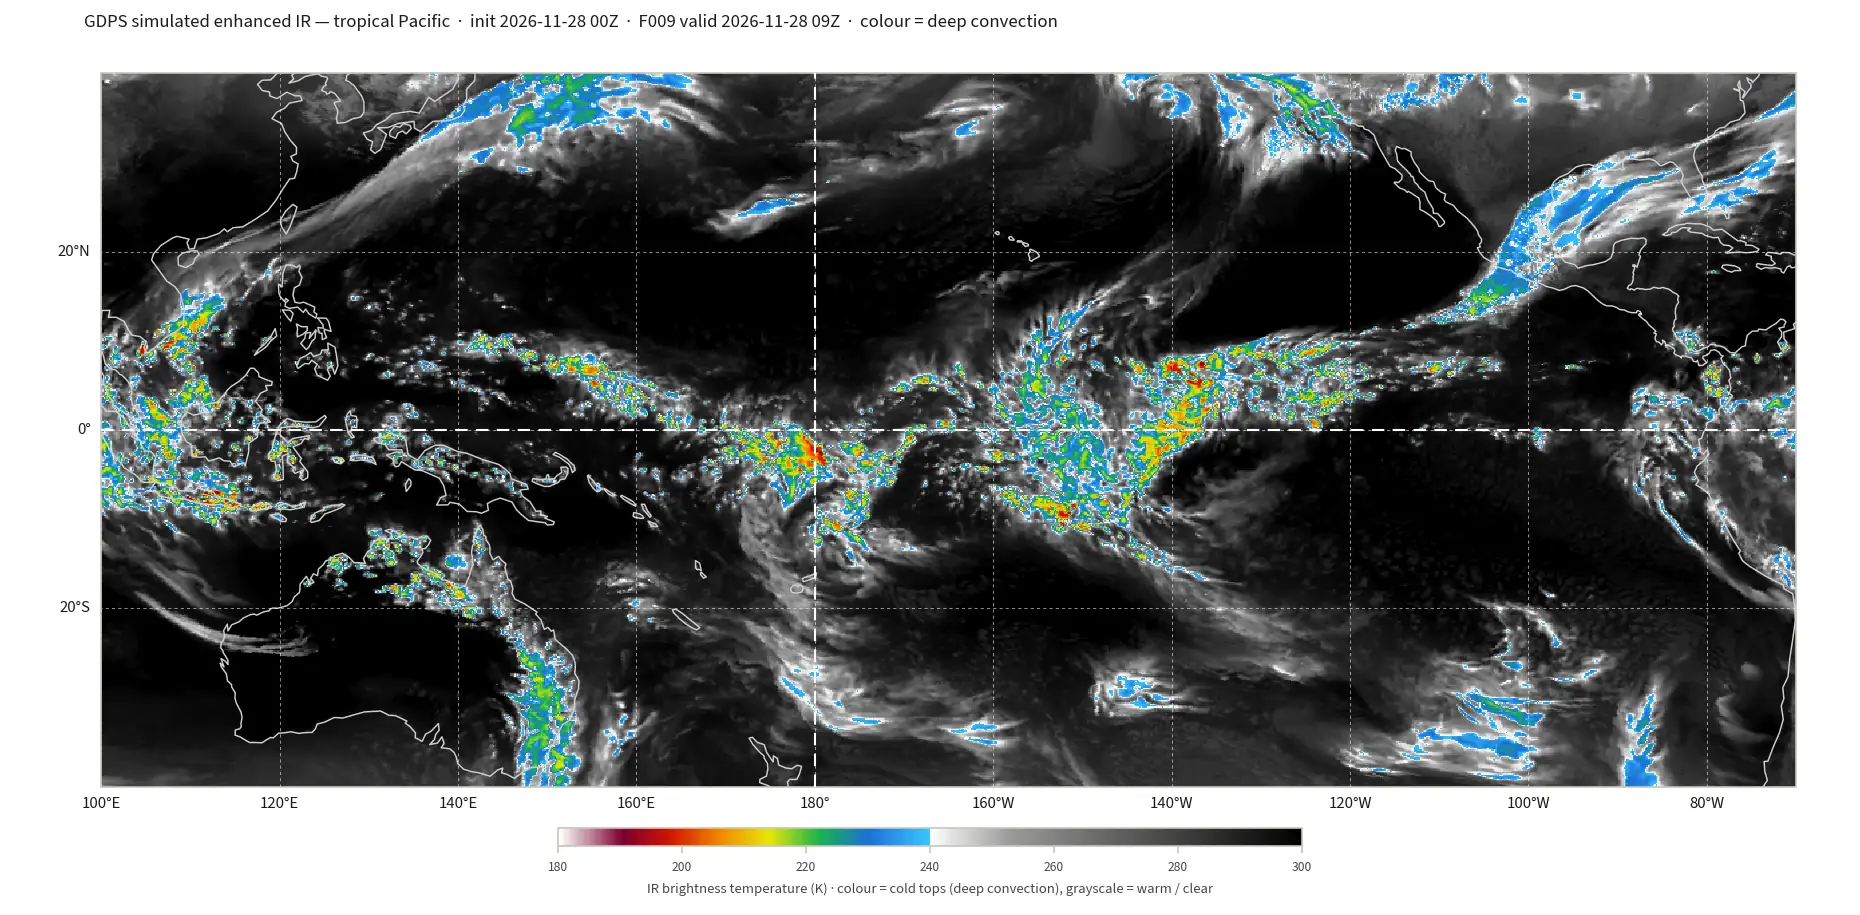 GDPS simulated enhanced IR — tropical Pacific · init 2026-11-28 00Z · F009 valid 2026-11-28 09Z · colour = deep convection
20°N
0°
20°S
100°E 120°E 140°E 160°E 180° 160°W 140°W 120°W 100°W 80°W
180 200 220 240 260 280 300
IR brightness temperature (K) · colour = cold tops (deep convection), grayscale = warm / clear